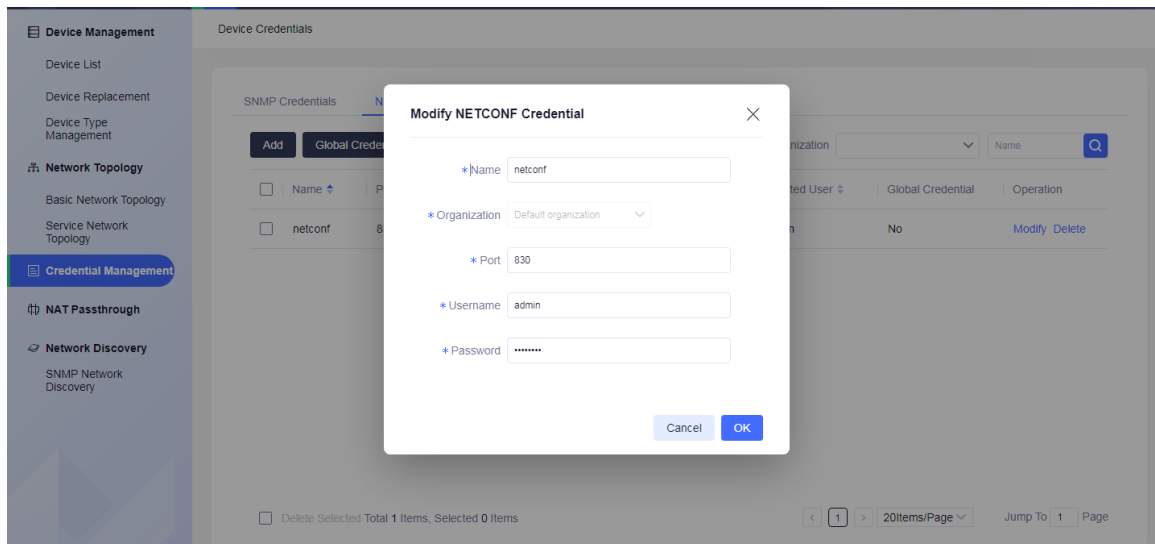 Device Management
Device List
Device Replacement
Device Type
Management
Network Topology
Basic Network Topology
Service Network
Topology
Credential Management
NAT Passthrough
Network Discovery
SNMP Network
Discovery
Device Credentials
SNMP Credentials N
Add Global Crede nization Name
Name P ted User Global Credential Operation
netconf 8 n No Modify Delete
Modify NETCONF Credential
* Name netconf
* Organization Default organization
* Port 830
* Username admin
* Password ••••••••
Cancel OK
Delete Selected Total 1 Items, Selected 0 Items < 1 > 20Items/Page Jump To 1 Page